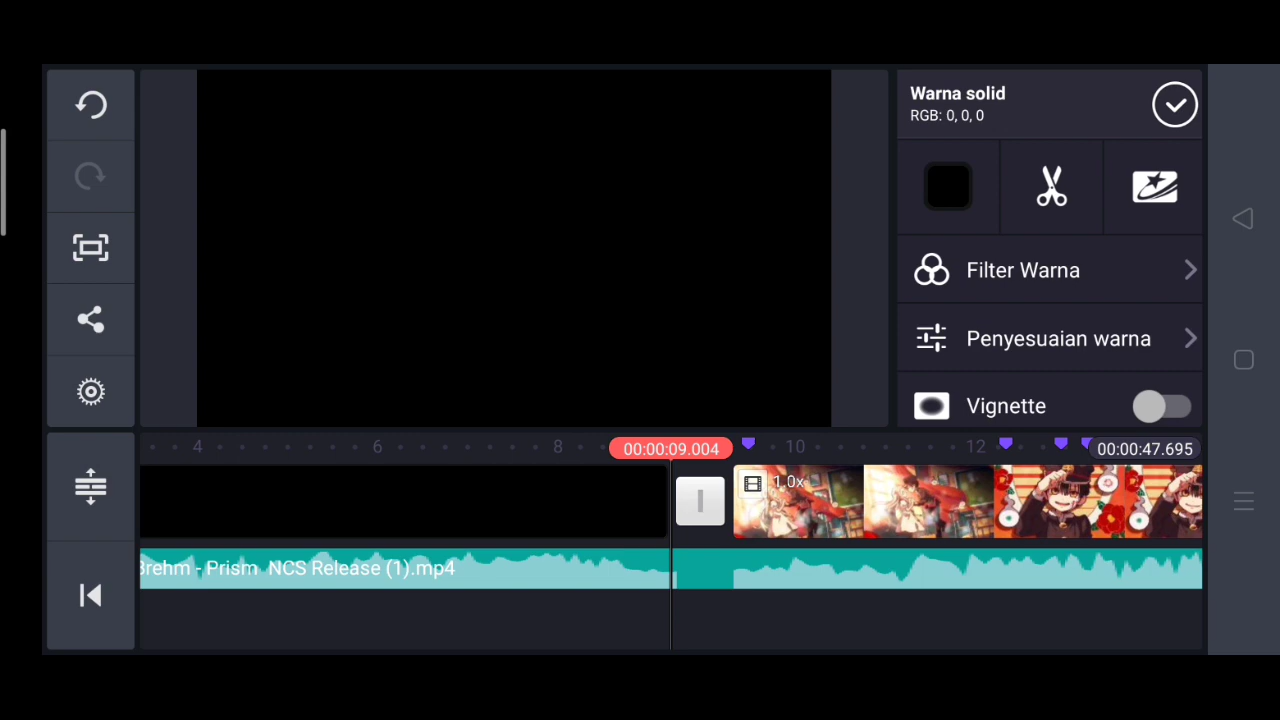 Warna solid
RGB: 0, 0, 0
Filter Warna
Penyesuaian warna
Vignette
4 6 8 00:00:09.004 10 12 00:00:47.695
1.0x
Brehm - Prism NCS Release (1).mp4